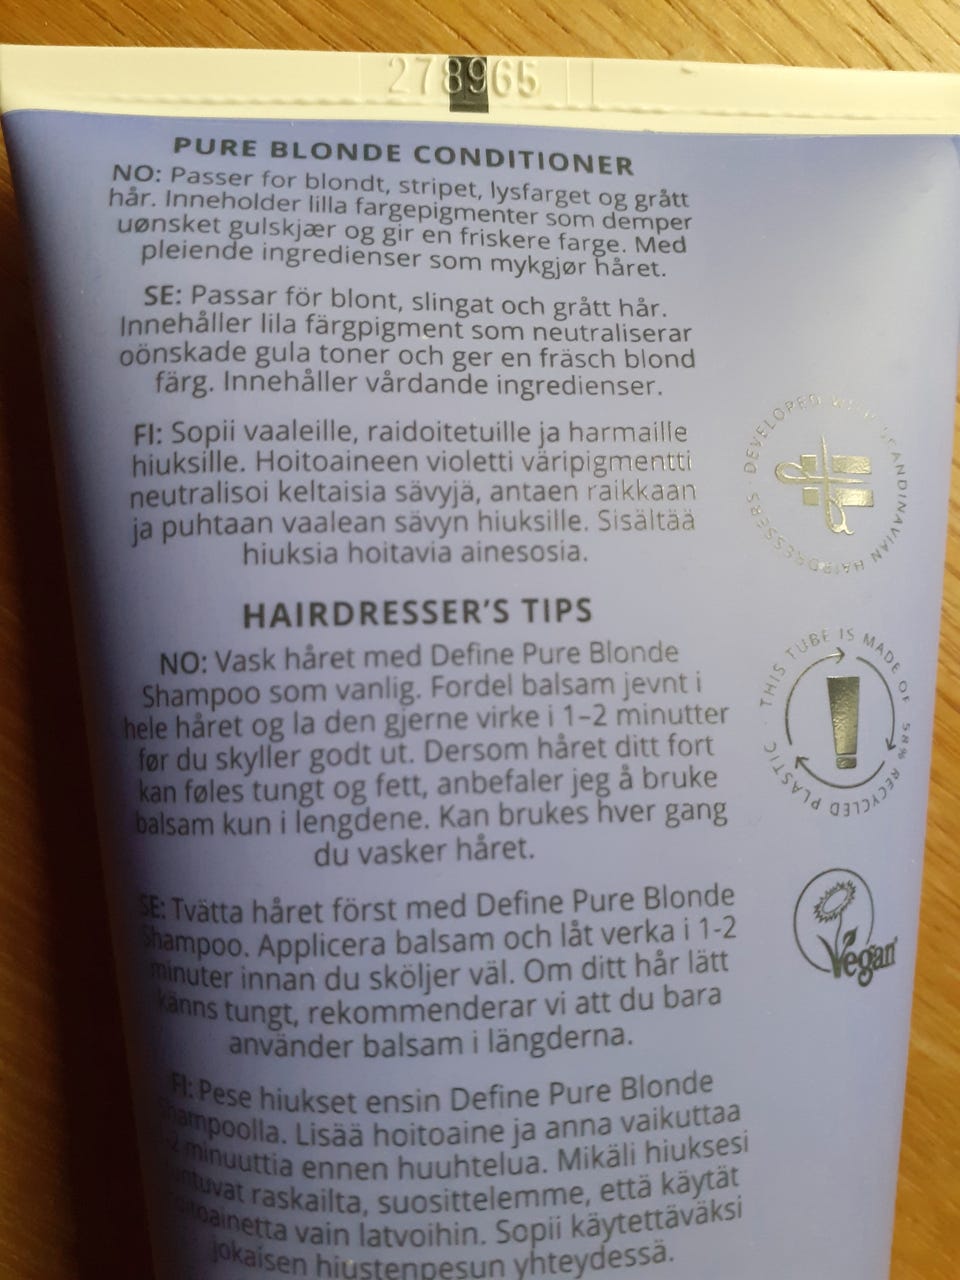 278965
PURE BLONDE CONDITIONER
NO: Passer for blondt, stripet, lysfarget og grått
hår. Inneholder lilla fargepigmenter som demper
uønsket gulskjær og gir en friskere farge. Med
pleiende ingredienser som mykgjør håret.
SE: Passar för blont, slingat och grått hår.
Innehåller lila färgpigment som neutraliserar
oönskade gula toner och ger en fräsch blond
färg. Innehåller vårdande ingredienser.
FI: Sopii vaaleille, raidoitetuille ja harmaille
hiuksille. Hoitoaineen violetti väripigmentti
neutralisoi keltaisia sävyjä, antaen raikkaan
ja puhtaan vaalean sävyn hiuksille. Sisältää
hiuksia hoitavia ainesosia.
DEVELOPED WITH SCANDINAVIAN HAIRDRESSERS ·
HAIRDRESSER'S TIPS
NO: Vask håret med Define Pure Blonde
Shampoo som vanlig. Fordel balsam jevnt i
hele håret og la den gjerne virke i 1–2 minutter
før du skyller godt ut. Dersom håret ditt fort
kan føles tungt og fett, anbefaler jeg å bruke
balsam kun i lengdene. Kan brukes hver gang
du vasker håret.
THIS TUBE IS MADE OF 58% RECYCLED PLASTIC ·
SE: Tvätta håret först med Define Pure Blonde
Shampoo. Applicera balsam och låt verka i 1-2
minuter innan du sköljer väl. Om ditt hår lätt
känns tungt, rekommenderar vi att du bara
använder balsam i längderna.
Vegan
FI: Pese hiukset ensin Define Pure Blonde
Shampoolla. Lisää hoitoaine ja anna vaikuttaa
minuuttia ennen huuhtelua. Mikäli hiuksesi
raskailta, suosittelemme, että käytät
vain latvoihin. Sopii käytettäväksi
jokaisen hiustenpesun yhteydessä.